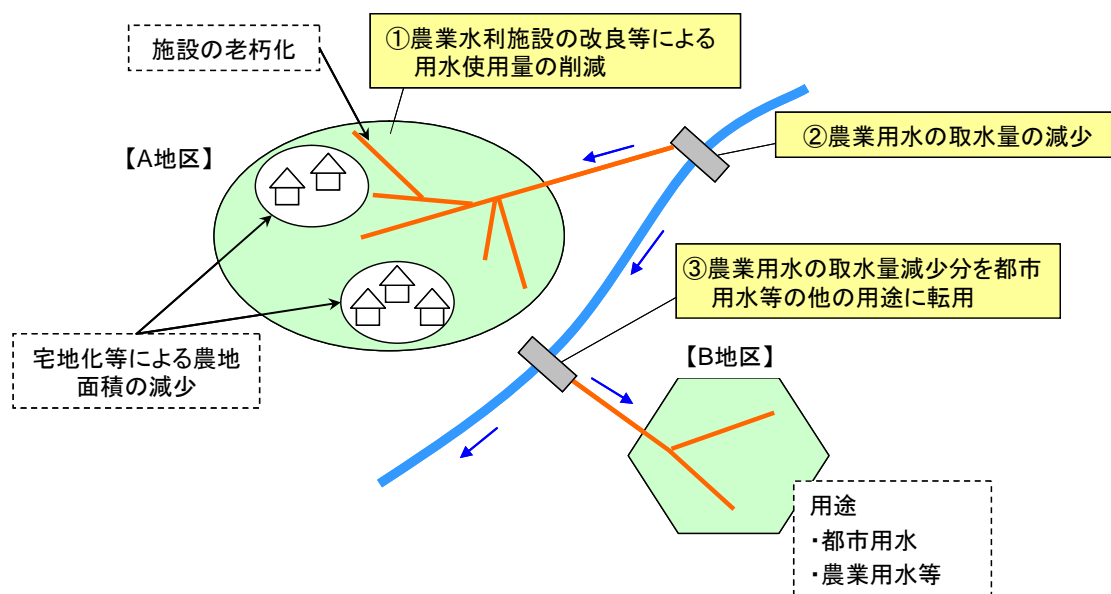 施設の老朽化
①農業水利施設の改良等による
用水使用量の削減
【A地区】
②農業用水の取水量の減少
③農業用水の取水量減少分を都市
用水等の他の用途に転用
宅地化等による農地
面積の減少
【B地区】
用途
・都市用水
・農業用水等